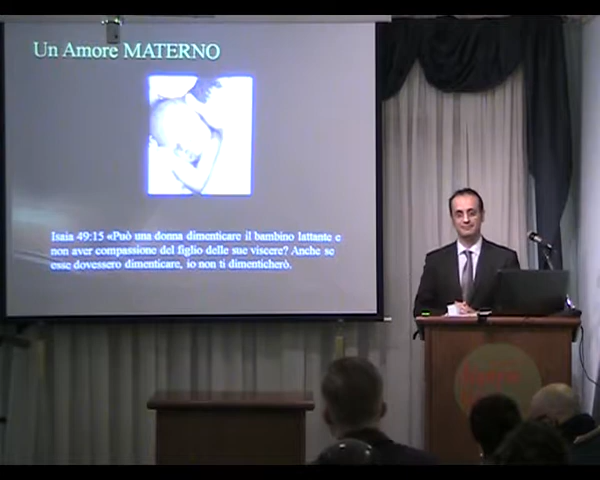 Un Amore MATERNO
Isaia 49:15 «Può una donna dimenticare il bambino lattante e
non aver compassione del figlio delle sue viscere? Anche se
esse dovessero dimenticare, io non ti dimenticherò.